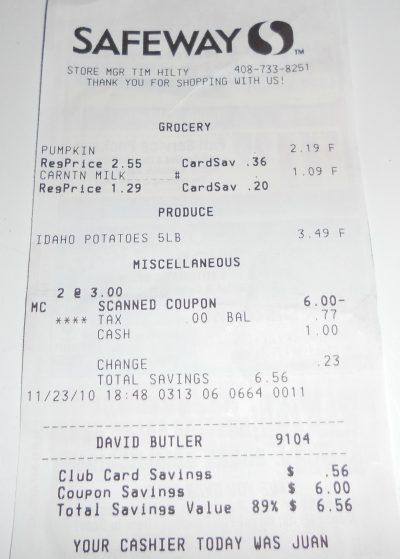 SAFEWAY
TM
STORE MGR TIM HILTY 408-733-8251
THANK YOU FOR SHOPPING WITH US!
GROCERY
PUMPKIN 2.19 F
RegPrice 2.55 CardSav .36
CARNTN MILK # 1.09 F
RegPrice 1.29 CardSav .20
PRODUCE
IDAHO POTATOES 5LB 3.49 F
MISCELLANEOUS
2 @ 3.00
MC SCANNED COUPON 6.00-
**** TAX .00 BAL .77
CASH 1.00
CHANGE .23
TOTAL SAVINGS 6.56
11/23/10 18:48 0313 06 0664 0011
DAVID BUTLER 9104
Club Card Savings $ .56
Coupon Savings $ 6.00
Total Savings Value 89% $ 6.56
YOUR CASHIER TODAY WAS JUAN